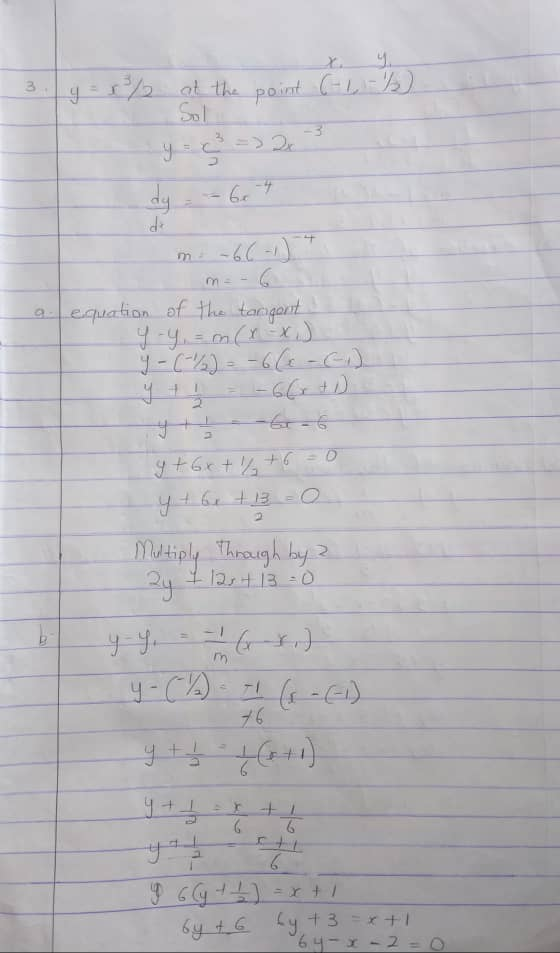 x₁ y₁
3. y = x³/2 at the point (-1, -½)
Sol
y = x³/2 => 2x⁻³
dy/dx = -6x⁻⁴
m = -6(-1)⁻⁴
m = -6
a. equation of the tangent
y - y₁ = m(x - x₁)
y - (-½) = -6(x - (-1)
y + 1/2 = -6(x + 1)
y + 1/2 = -6x - 6
y + 6x + ½ + 6 = 0
y + 6x + 13/2 = 0
Multiply Through by 2
2y + 12x + 13 = 0
b. y - y₁ = -1/m (x - x₁)
y - (-½) = -1/-6 (x - (-1)
y + 1/2 = 1/6 (x + 1)
y + 1/2 = x/6 + 1/6
y + 1/2 = x + 1/6
6(y + 1/2) = x + 1
6y + 6 6y + 3 = x + 1
6y - x - 2 = 0